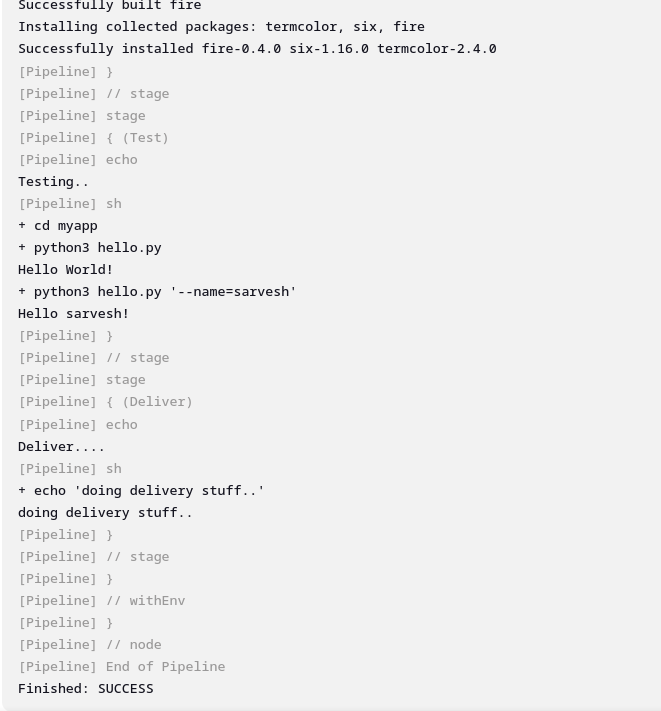 Successfully built fire
Installing collected packages: termcolor, six, fire
Successfully installed fire-0.4.0 six-1.16.0 termcolor-2.4.0
[Pipeline] }
[Pipeline] // stage
[Pipeline] stage
[Pipeline] { (Test)
[Pipeline] echo
Testing..
[Pipeline] sh
+ cd myapp
+ python3 hello.py
Hello World!
+ python3 hello.py '--name=sarvesh'
Hello sarvesh!
[Pipeline] }
[Pipeline] // stage
[Pipeline] stage
[Pipeline] { (Deliver)
[Pipeline] echo
Deliver....
[Pipeline] sh
+ echo 'doing delivery stuff..'
doing delivery stuff..
[Pipeline] }
[Pipeline] // stage
[Pipeline] }
[Pipeline] // withEnv
[Pipeline] }
[Pipeline] // node
[Pipeline] End of Pipeline
Finished: SUCCESS